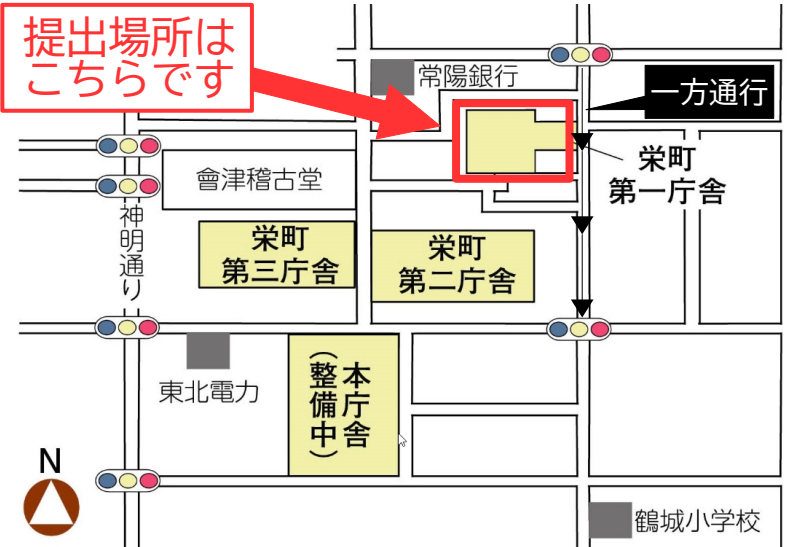 提出場所は
こちらです
常陽銀行
一方通行
栄町
第一庁舎
會津稽古堂
神明通り
栄町
第三庁舎
栄町
第二庁舎
東北電力
本庁舎
（整備中）
N
鶴城小学校